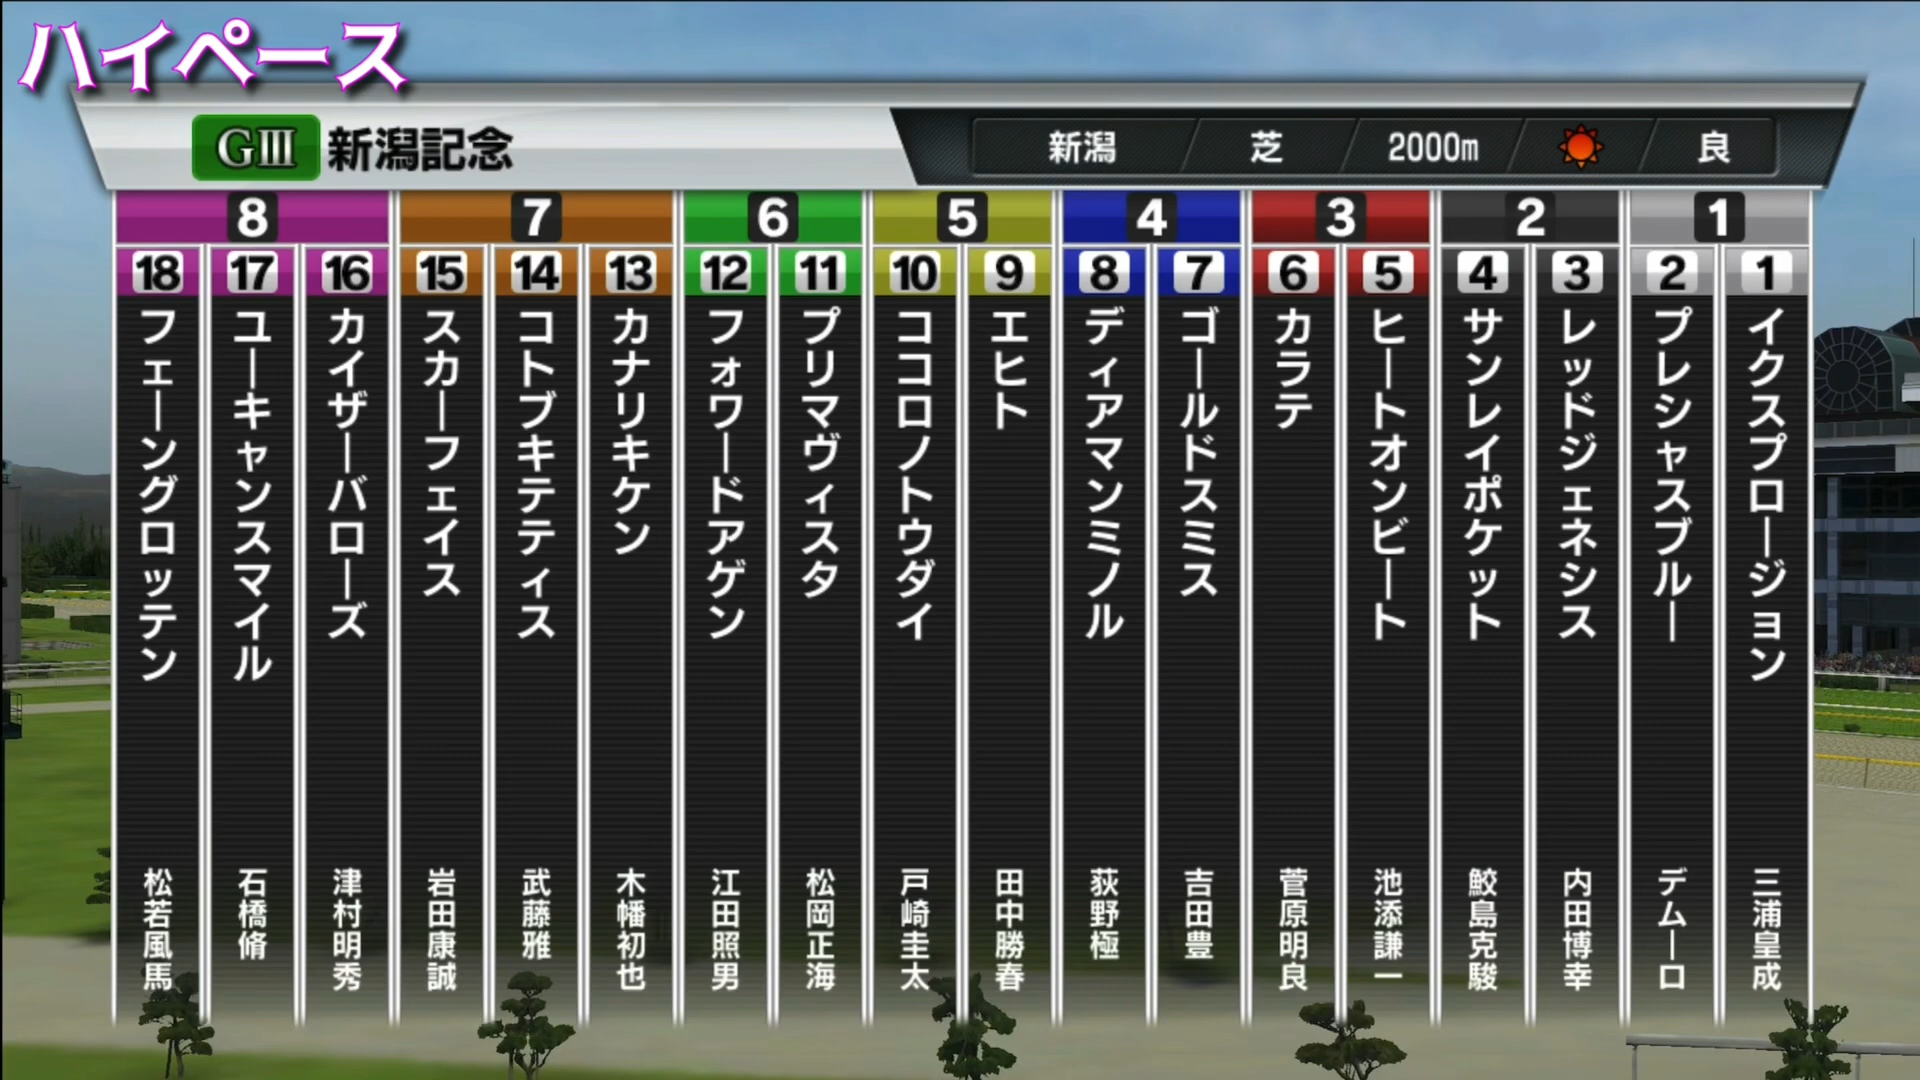 ハイペース
GⅢ 新潟記念
新潟 芝 2000m 良
8 7 6 5 4 3 2 1
18 17 16 15 14 13 12 11 10 9 8 7 6 5 4 3 2 1
イクスプロージョン
三浦皇成
プレシャスブルー
デムーロ
レッドジェネシス
内田博幸
サンレイポケット
鮫島克駿
ヒートオンビート
池添謙一
カラテ
菅原明良
ゴールドスミス
吉田豊
ディアマンミノル
荻野極
エヒト
田中勝春
ココロノトウダイ
戸崎圭太
プリマヴィスタ
松岡正海
フォワードアゲン
江田照男
カナリキケン
木幡初也
コトブキテティス
武藤雅
スカーフェイス
岩田康誠
カイザーバローズ
津村明秀
ユーキャンスマイル
石橋脩
フェーングロッテン
松若風馬